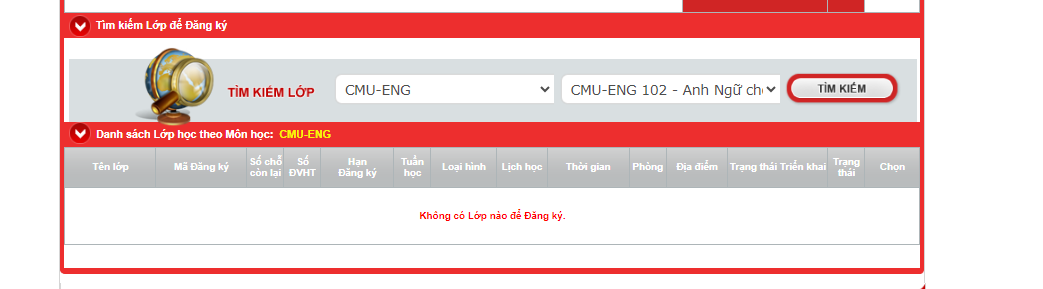 Tìm kiếm Lớp để Đăng ký
TÌM KIẾM LỚP
CMU-ENG
CMU-ENG 102 - Anh Ngữ ch
TÌM KIẾM
Danh sách Lớp học theo Môn học: CMU-ENG
Tên lớp
Mã Đăng ký
Số chỗ
còn lại
Số
ĐVHT
Hạn
Đăng ký
Tuần
học
Loại hình
Lịch học
Thời gian
Phòng
Địa điểm
Trạng thái Triển khai
Trạng
thái
Chọn
Không có Lớp nào để Đăng ký.